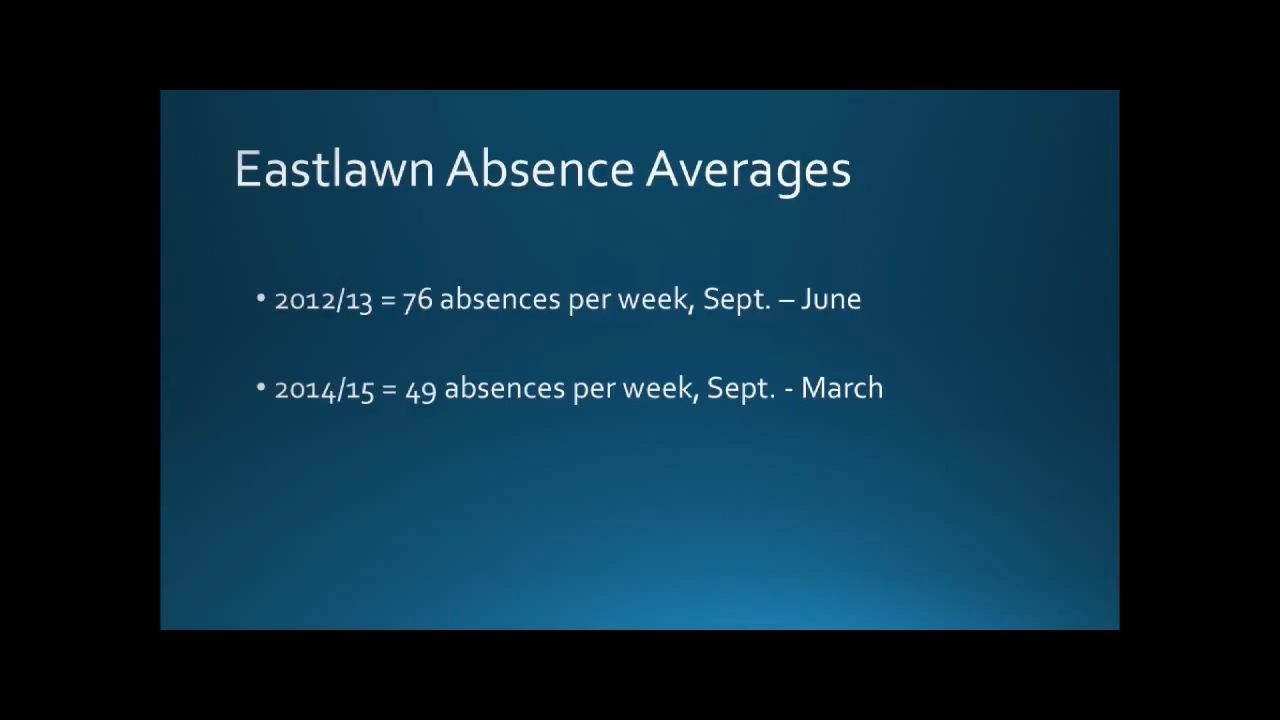 Eastlawn Absence Averages
• 2012/13 = 76 absences per week, Sept. – June
• 2014/15 = 49 absences per week, Sept. - March